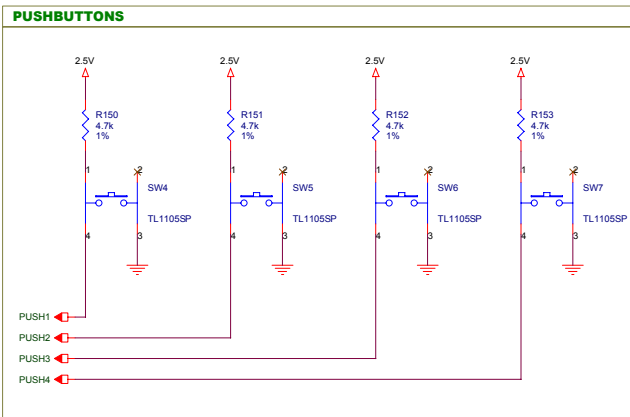 PUSHBUTTONS
2.5V 2.5V 2.5V 2.5V
R150 R151 R152 R153
4.7k 4.7k 4.7k 4.7k
1% 1% 1% 1%
1 2 1 2 1 2 1 2
SW4 SW5 SW6 SW7
TL1105SP TL1105SP TL1105SP TL1105SP
4 3 4 3 4 3 4 3
PUSH1
PUSH2
PUSH3
PUSH4